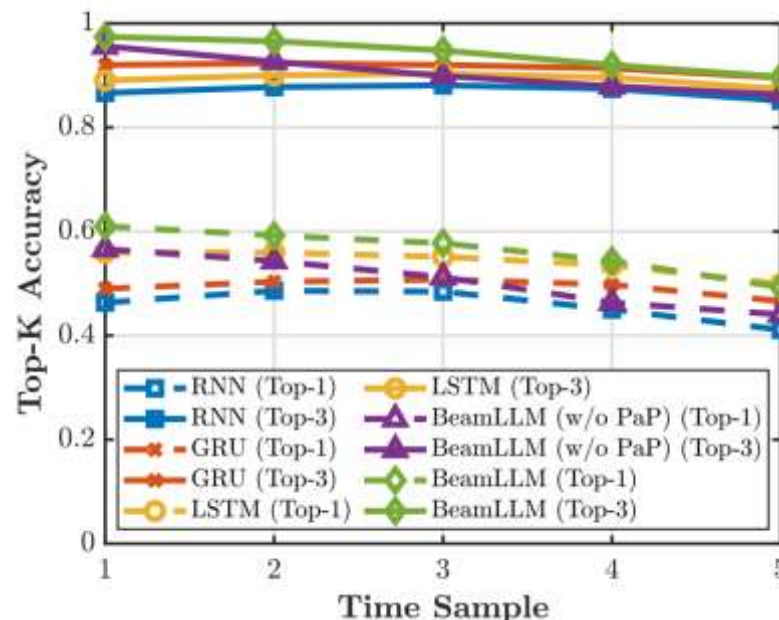 1
0.8
0.6
0.4
0.2
0
Top-K Accuracy
RNN (Top-1)
RNN (Top-3)
GRU (Top-1)
GRU (Top-3)
LSTM (Top-1)
LSTM (Top-3)
BeamLLM (w/o PaP) (Top-1)
BeamLLM (w/o PaP) (Top-3)
BeamLLM (Top-1)
BeamLLM (Top-3)
1 2 3 4 5
Time Sample